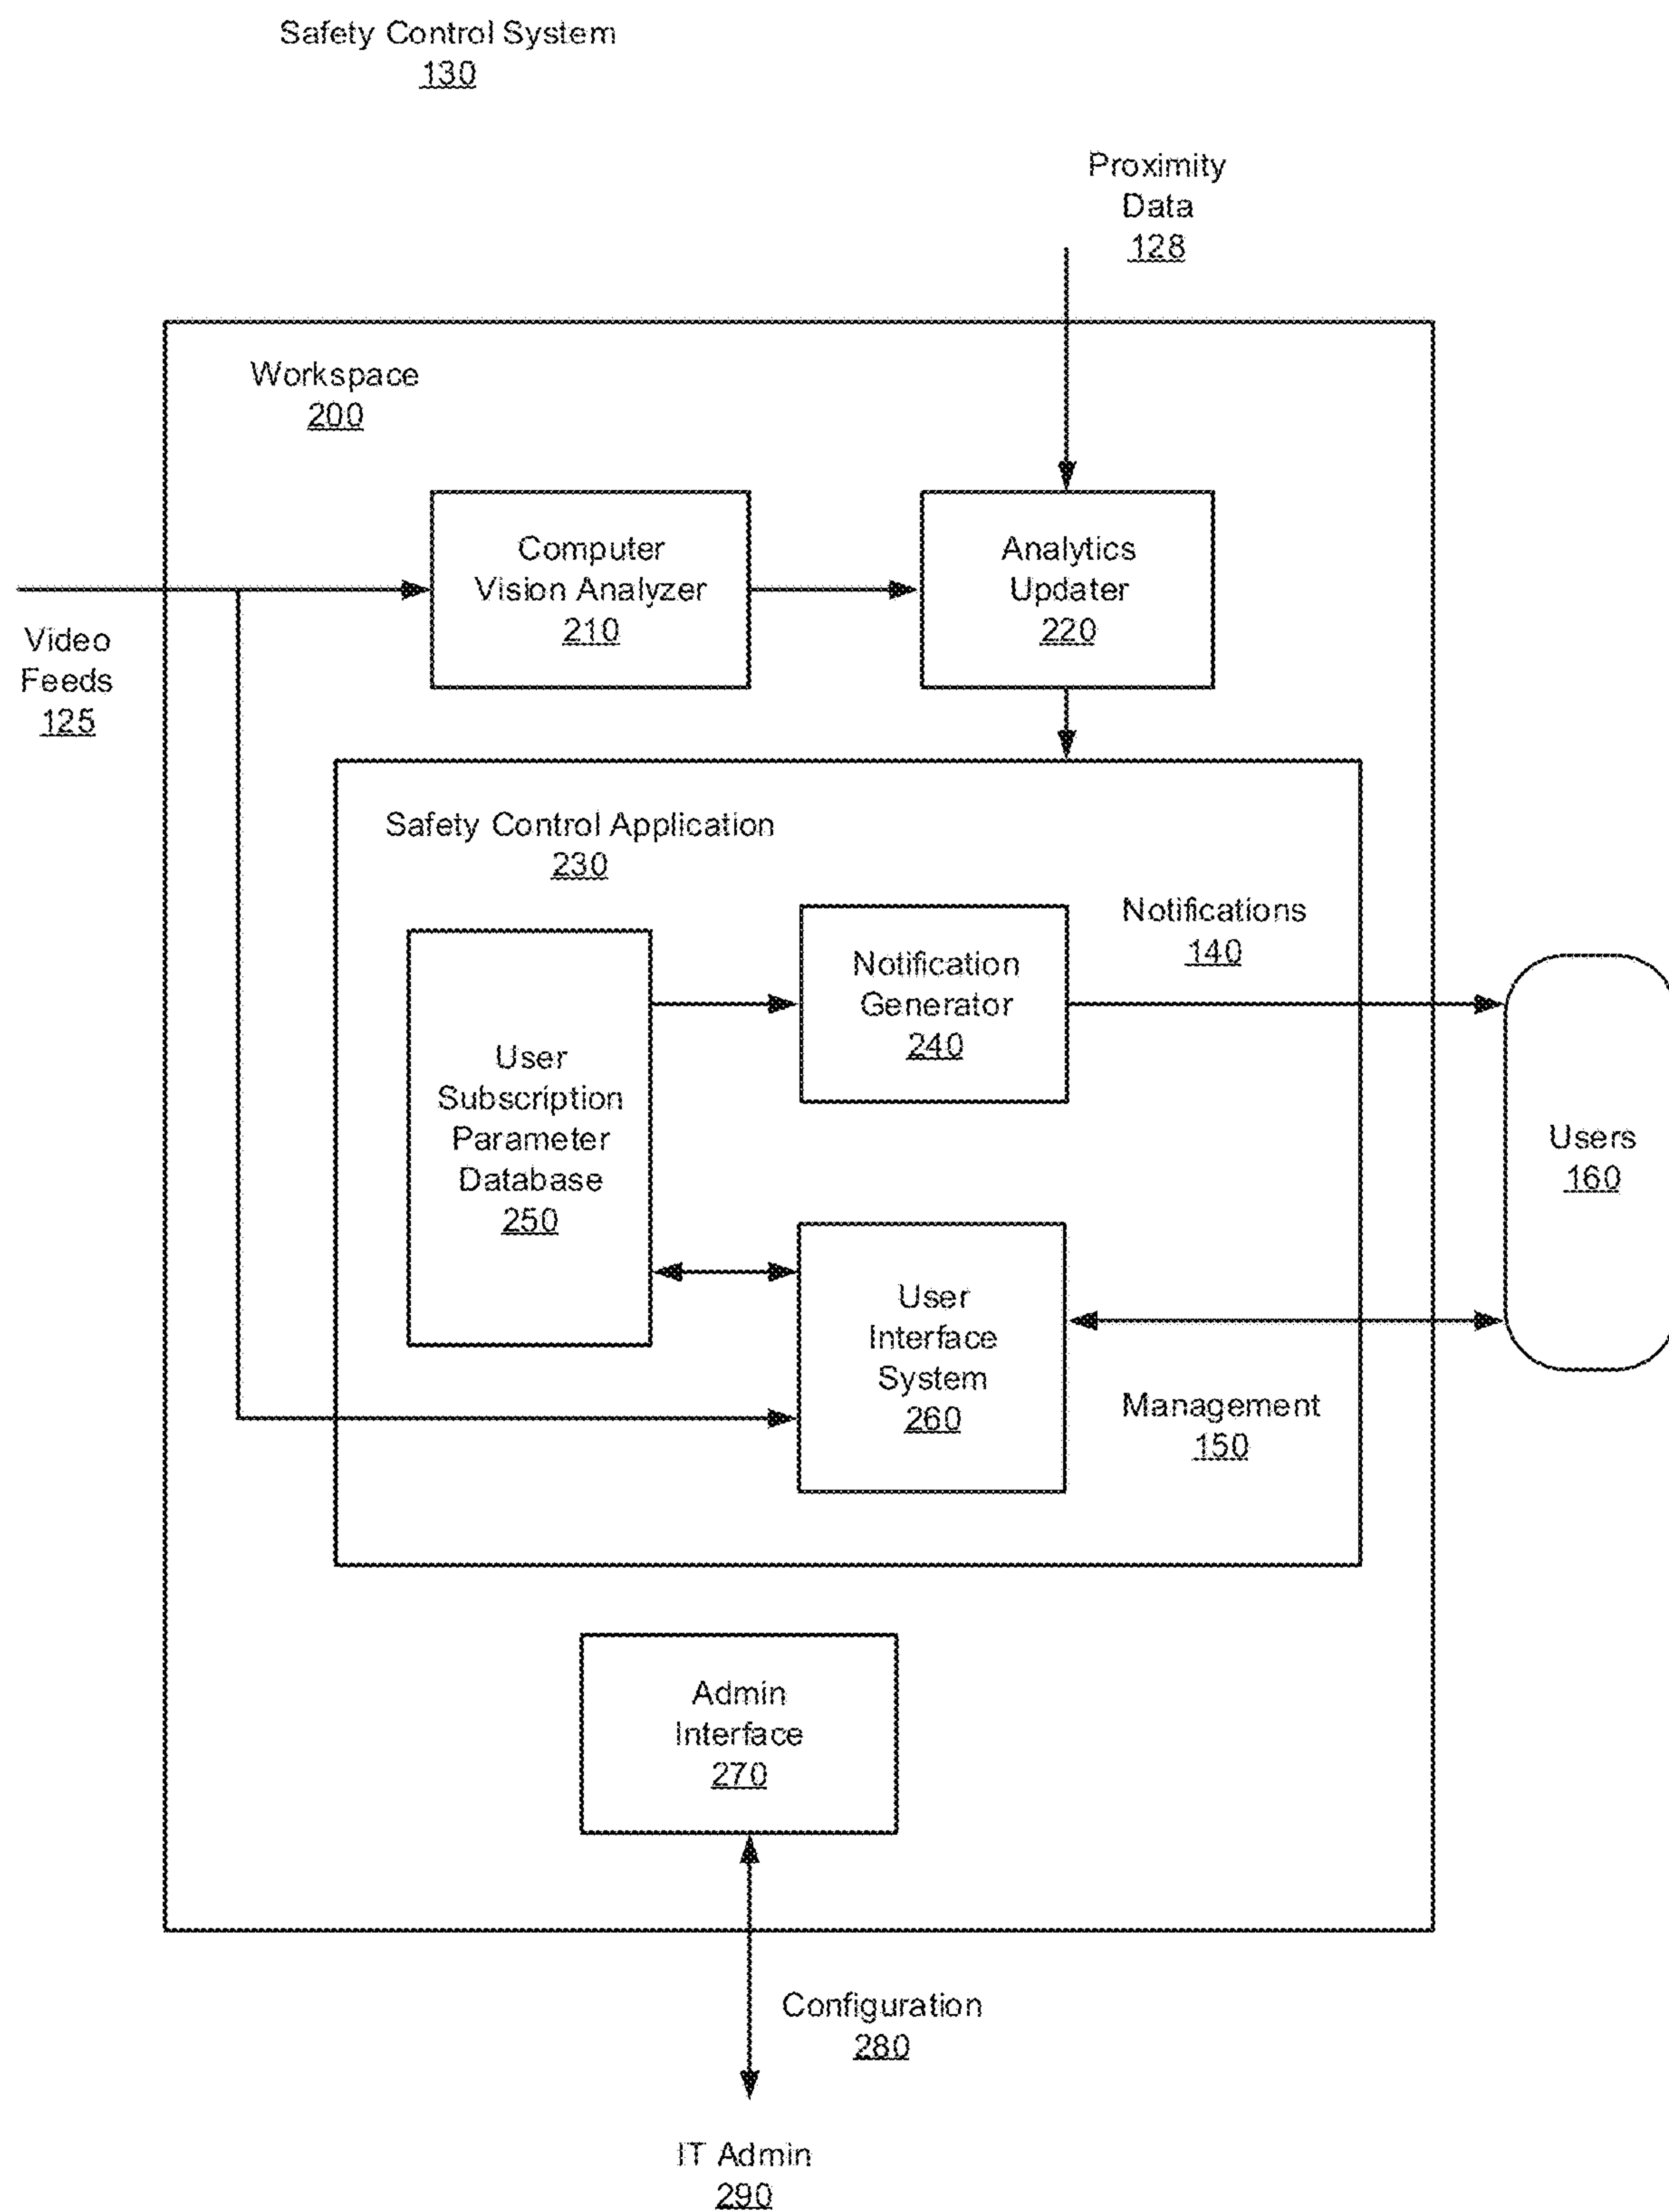 Safety Control System
130
Proximity
Data
128
Workspace
200
Computer
Vision Analyzer
210
Analytics
Updater
220
Video
Feeds
125
Safety Control Application
230
Notifications
140
Notification
Generator
240
User
Subscription
Parameter
Database
250
Users
160
User
Interface
System
260
Management
150
Admin
Interface
270
Configuration
280
IT Admin
290